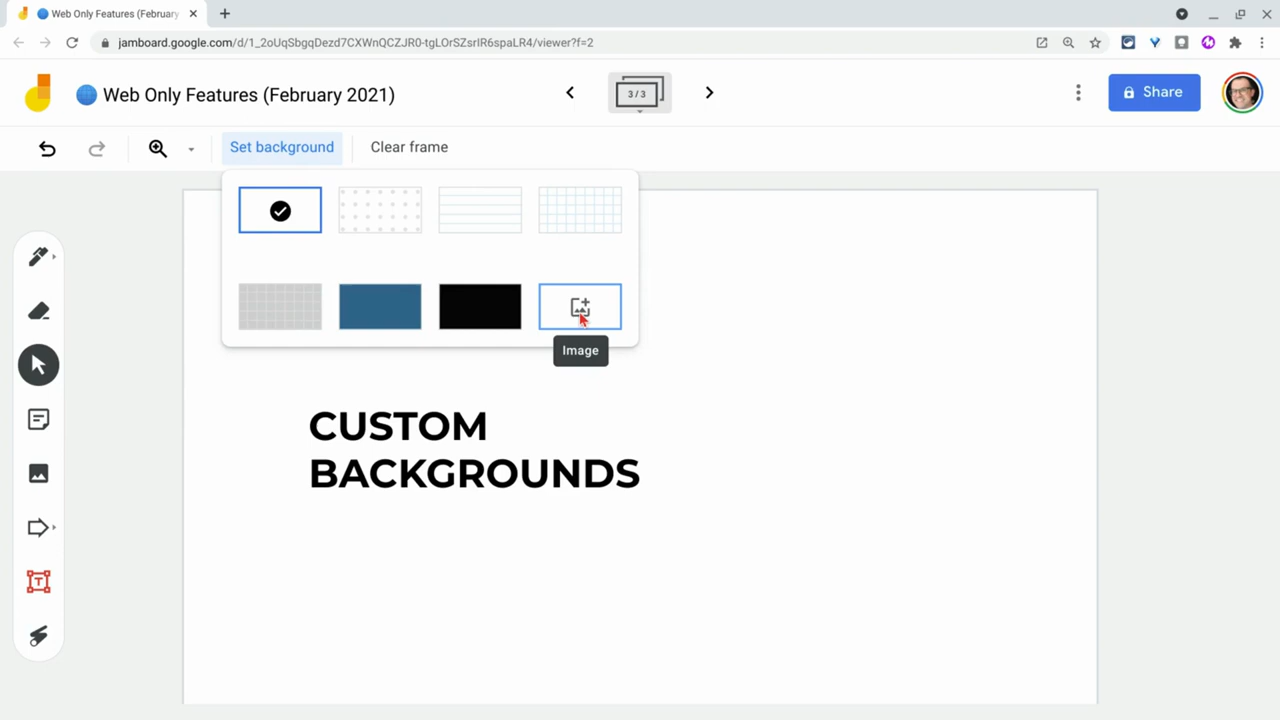 Web Only Features (February
jamboard.google.com/d/1_2oUqSbgqDezd7CXWnQCZJR0-tgLOrSZsrIR6spaLR4/viewer?f=2
Web Only Features (February 2021)
3 / 3
Share
Set background
Clear frame
Image
CUSTOM
BACKGROUNDS
T